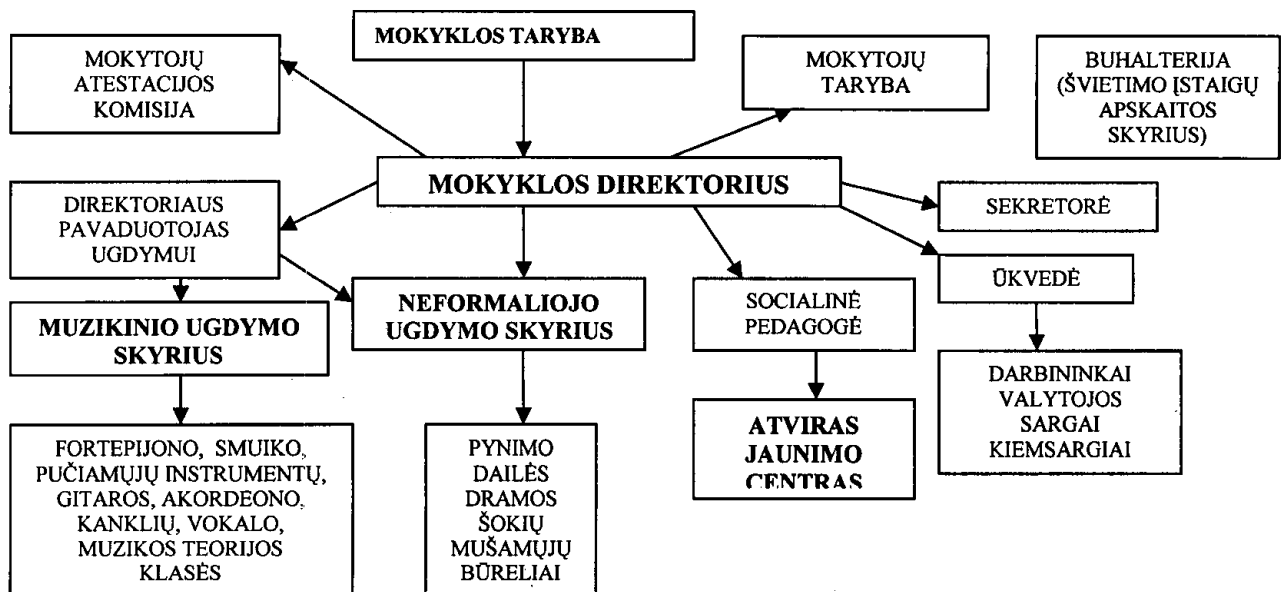 MOKYKLOS TARYBA
MOKYTOJŲ
ATESTACIJOS
KOMISIJA
MOKYTOJŲ
TARYBA
BUHALTERIJA
(ŠVIETIMO ĮSTAIGŲ
APSKAITOS
SKYRIUS)
MOKYKLOS DIREKTORIUS
DIREKTORIAUS
PAVADUOTOJAS
UGDYMUI
SEKRETORĖ
ŪKVEDĖ
MUZIKINIO UGDYMO
SKYRIUS
NEFORMALIOJO
UGDYMO SKYRIUS
SOCIALINĖ
PEDAGOGĖ
DARBININKAI
VALYTOJOS
SARGAI
KIEMSARGIAI
ATVIRAS
JAUNIMO
CENTRAS
FORTEPIJONO, SMUIKO,
PUČIAMŲJŲ INSTRUMENTŲ,
GITAROS, AKORDEONO,
KANKLIŲ, VOKALO,
MUZIKOS TEORIJOS
KLASĖS
PYNIMO
DAILĖS
DRAMOS
ŠOKIŲ
MUŠAMŲJŲ
BŪRELIAI